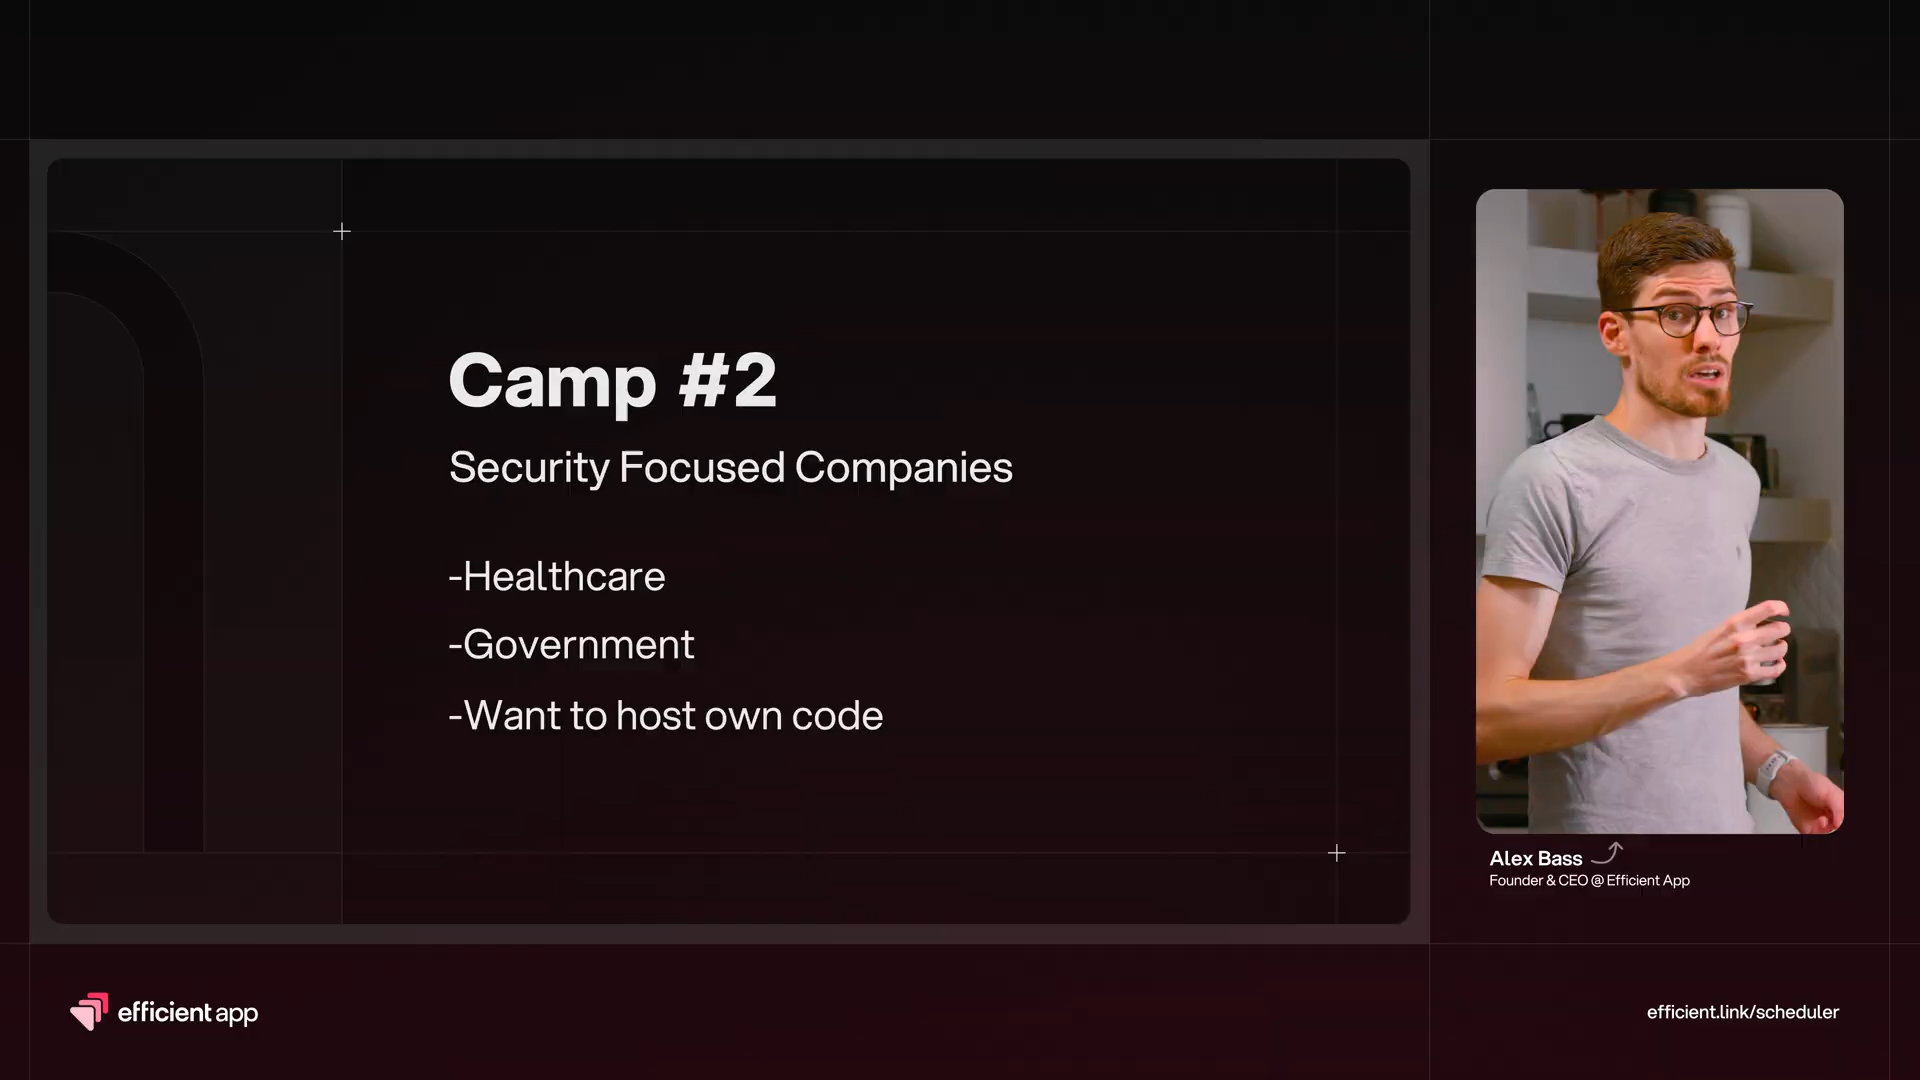 Camp #2
Security Focused Companies
-Healthcare
-Government
-Want to host own code
Alex Bass
Founder & CEO @ Efficient App
efficient app
efficient.link/scheduler